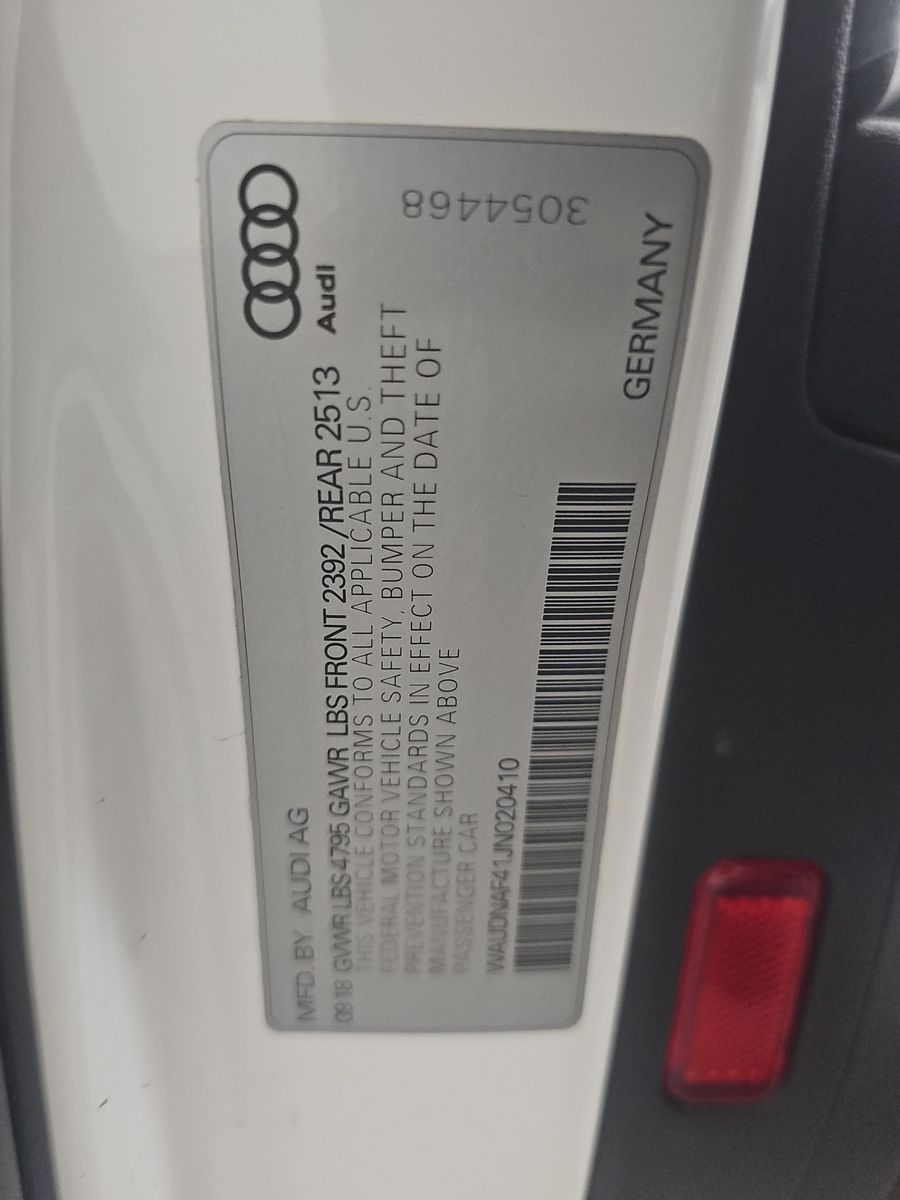 MFD. BY AUDI AG
0918 GVWR LBS 4795 GAWR LBS FRONT 2392/REAR 2513
Audi
THIS VEHICLE CONFORMS TO ALL APPLICABLE U.S.
FEDERAL MOTOR VEHICLE SAFETY, BUMPER AND THEFT
PREVENTION STANDARDS IN EFFECT ON THE DATE OF
MANUFACTURE SHOWN ABOVE
PASSENGER CAR
WAUDNAF41JN020410
GERMANY
3054468